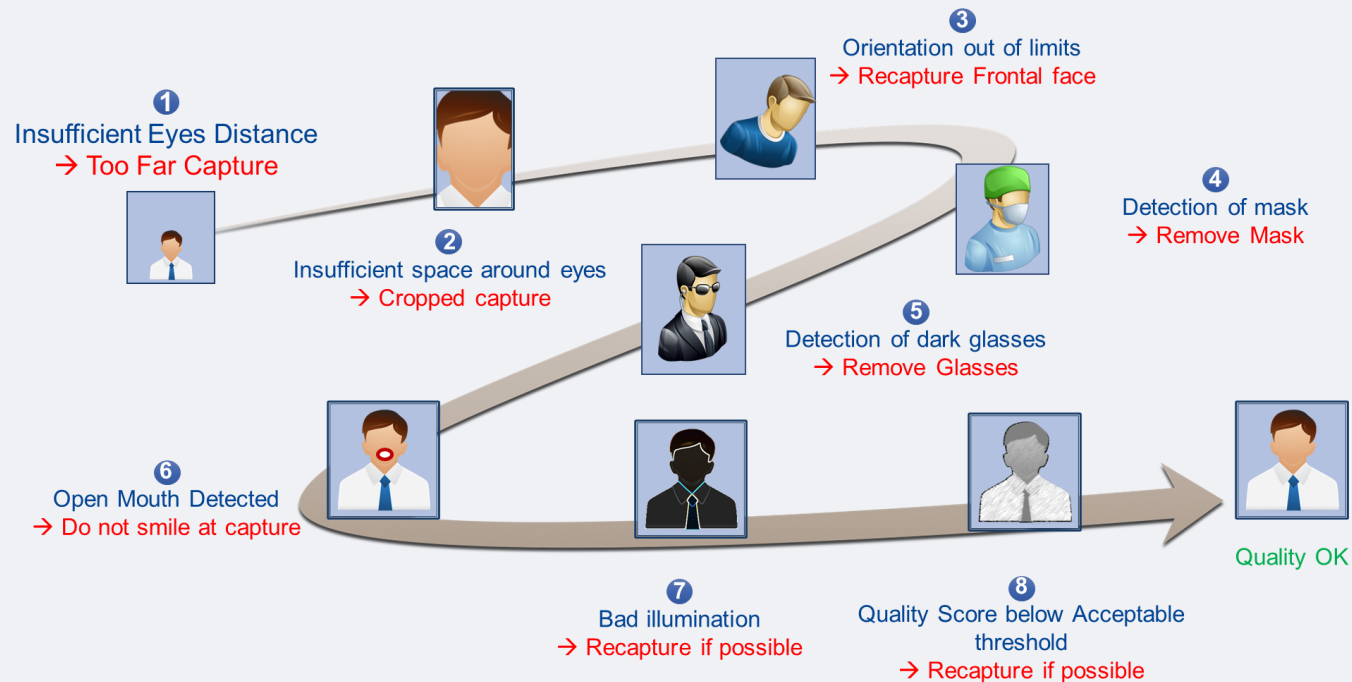 1
Insufficient Eyes Distance
→ Too Far Capture
2
Insufficient space around eyes
→ Cropped capture
3
Orientation out of limits
→ Recapture Frontal face
4
Detection of mask
→ Remove Mask
5
Detection of dark glasses
→ Remove Glasses
6
Open Mouth Detected
→ Do not smile at capture
7
Bad illumination
→ Recapture if possible
8
Quality Score below Acceptable
threshold
→ Recapture if possible
Quality OK